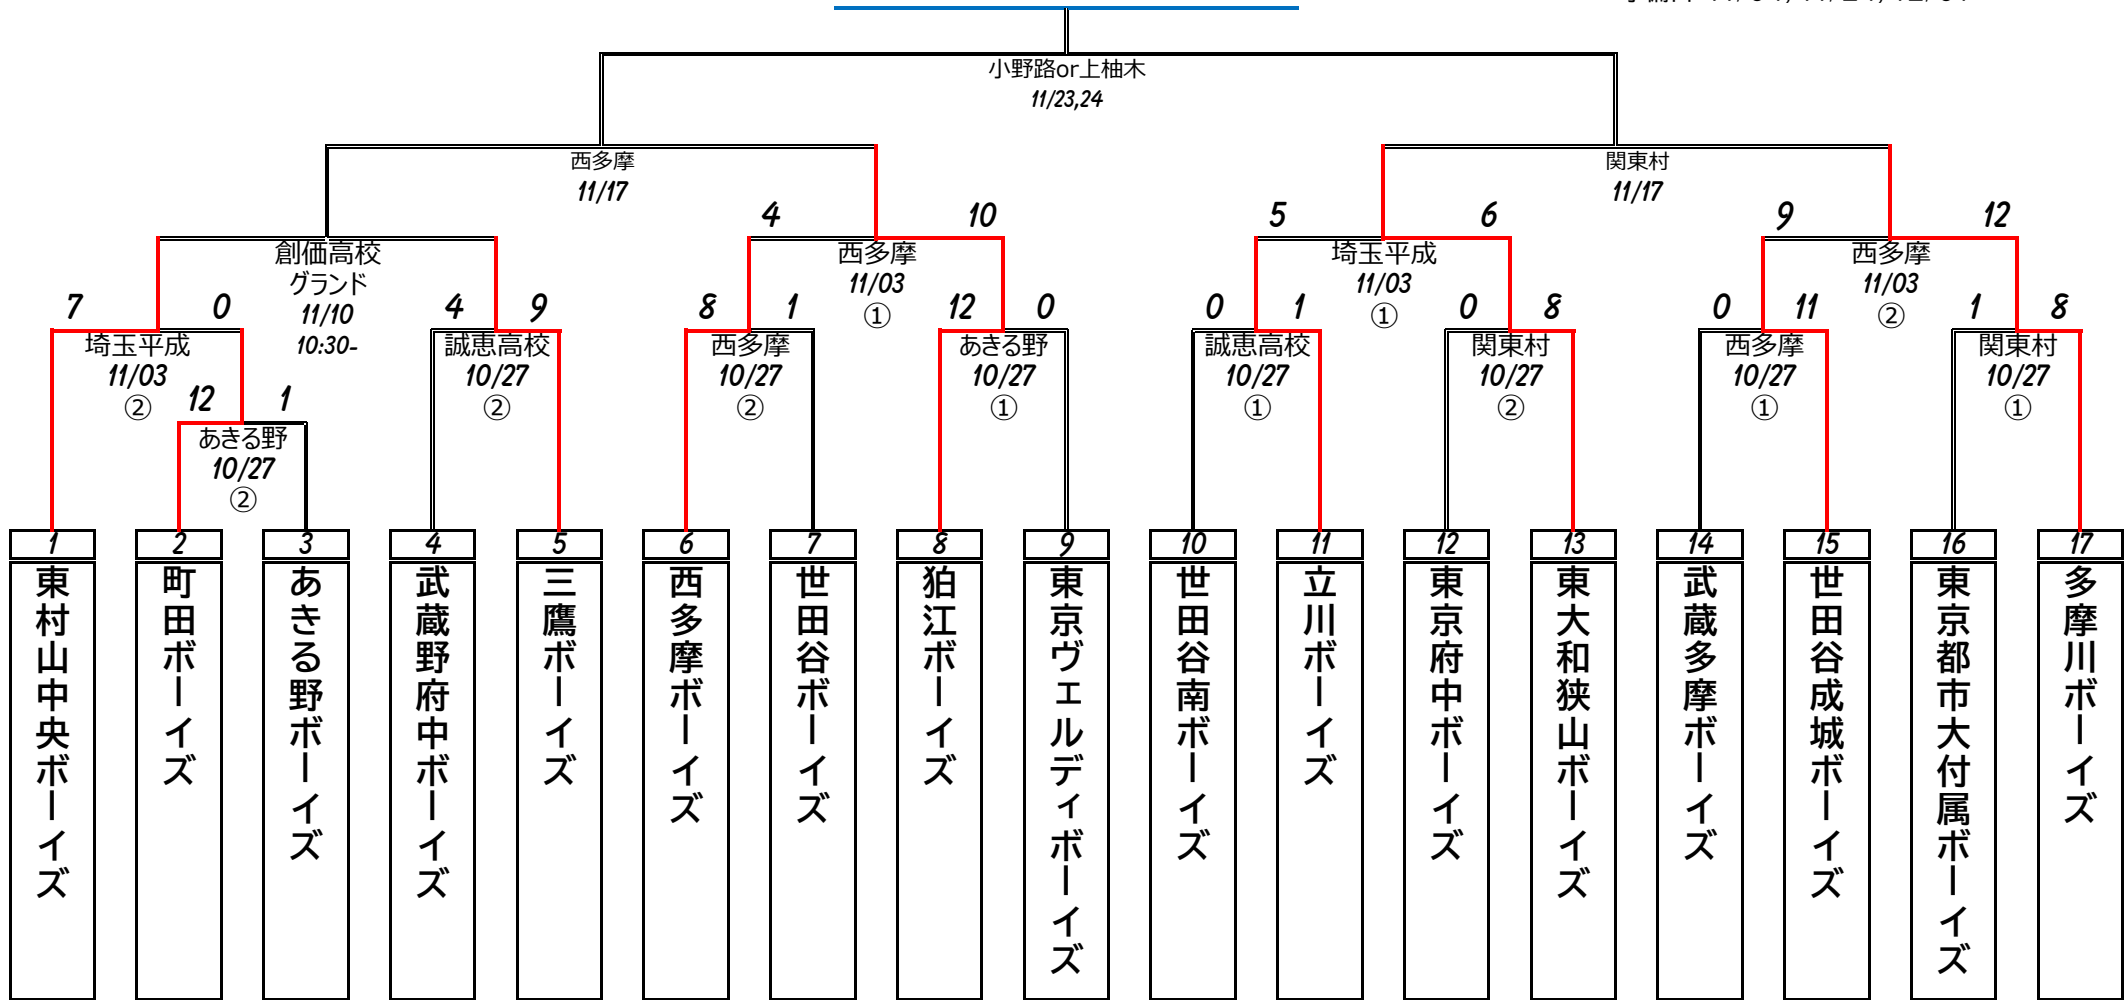 小野路or上柚木
11/23,24
西多摩
11/17
関東村
11/17
4 10
5 6
9 12
創価高校
グランド
11/10
10:30-
西多摩
11/03
①
埼玉平成
11/03
①
西多摩
11/03
②
7 0
4 9
8 1
12 0
0 1
0 8
0 11
1 8
埼玉平成
11/03
②
誠恵高校
10/27
②
西多摩
10/27
②
あきる野
10/27
①
誠恵高校
10/27
①
関東村
10/27
②
西多摩
10/27
①
関東村
10/27
①
12 1
あきる野
10/27
②
1
東村山中央ボーイズ
2
町田ボーイズ
3
あきる野ボーイズ
4
武蔵野府中ボーイズ
5
三鷹ボーイズ
6
西多摩ボーイズ
7
世田谷ボーイズ
8
狛江ボーイズ
9
東京ヴェルディボーイズ
10
世田谷南ボーイズ
11
立川ボーイズ
12
東京府中ボーイズ
13
東大和狭山ボーイズ
14
武蔵多摩ボーイズ
15
世田谷成城ボーイズ
16
東京都市大付属ボーイズ
17
多摩川ボーイズ